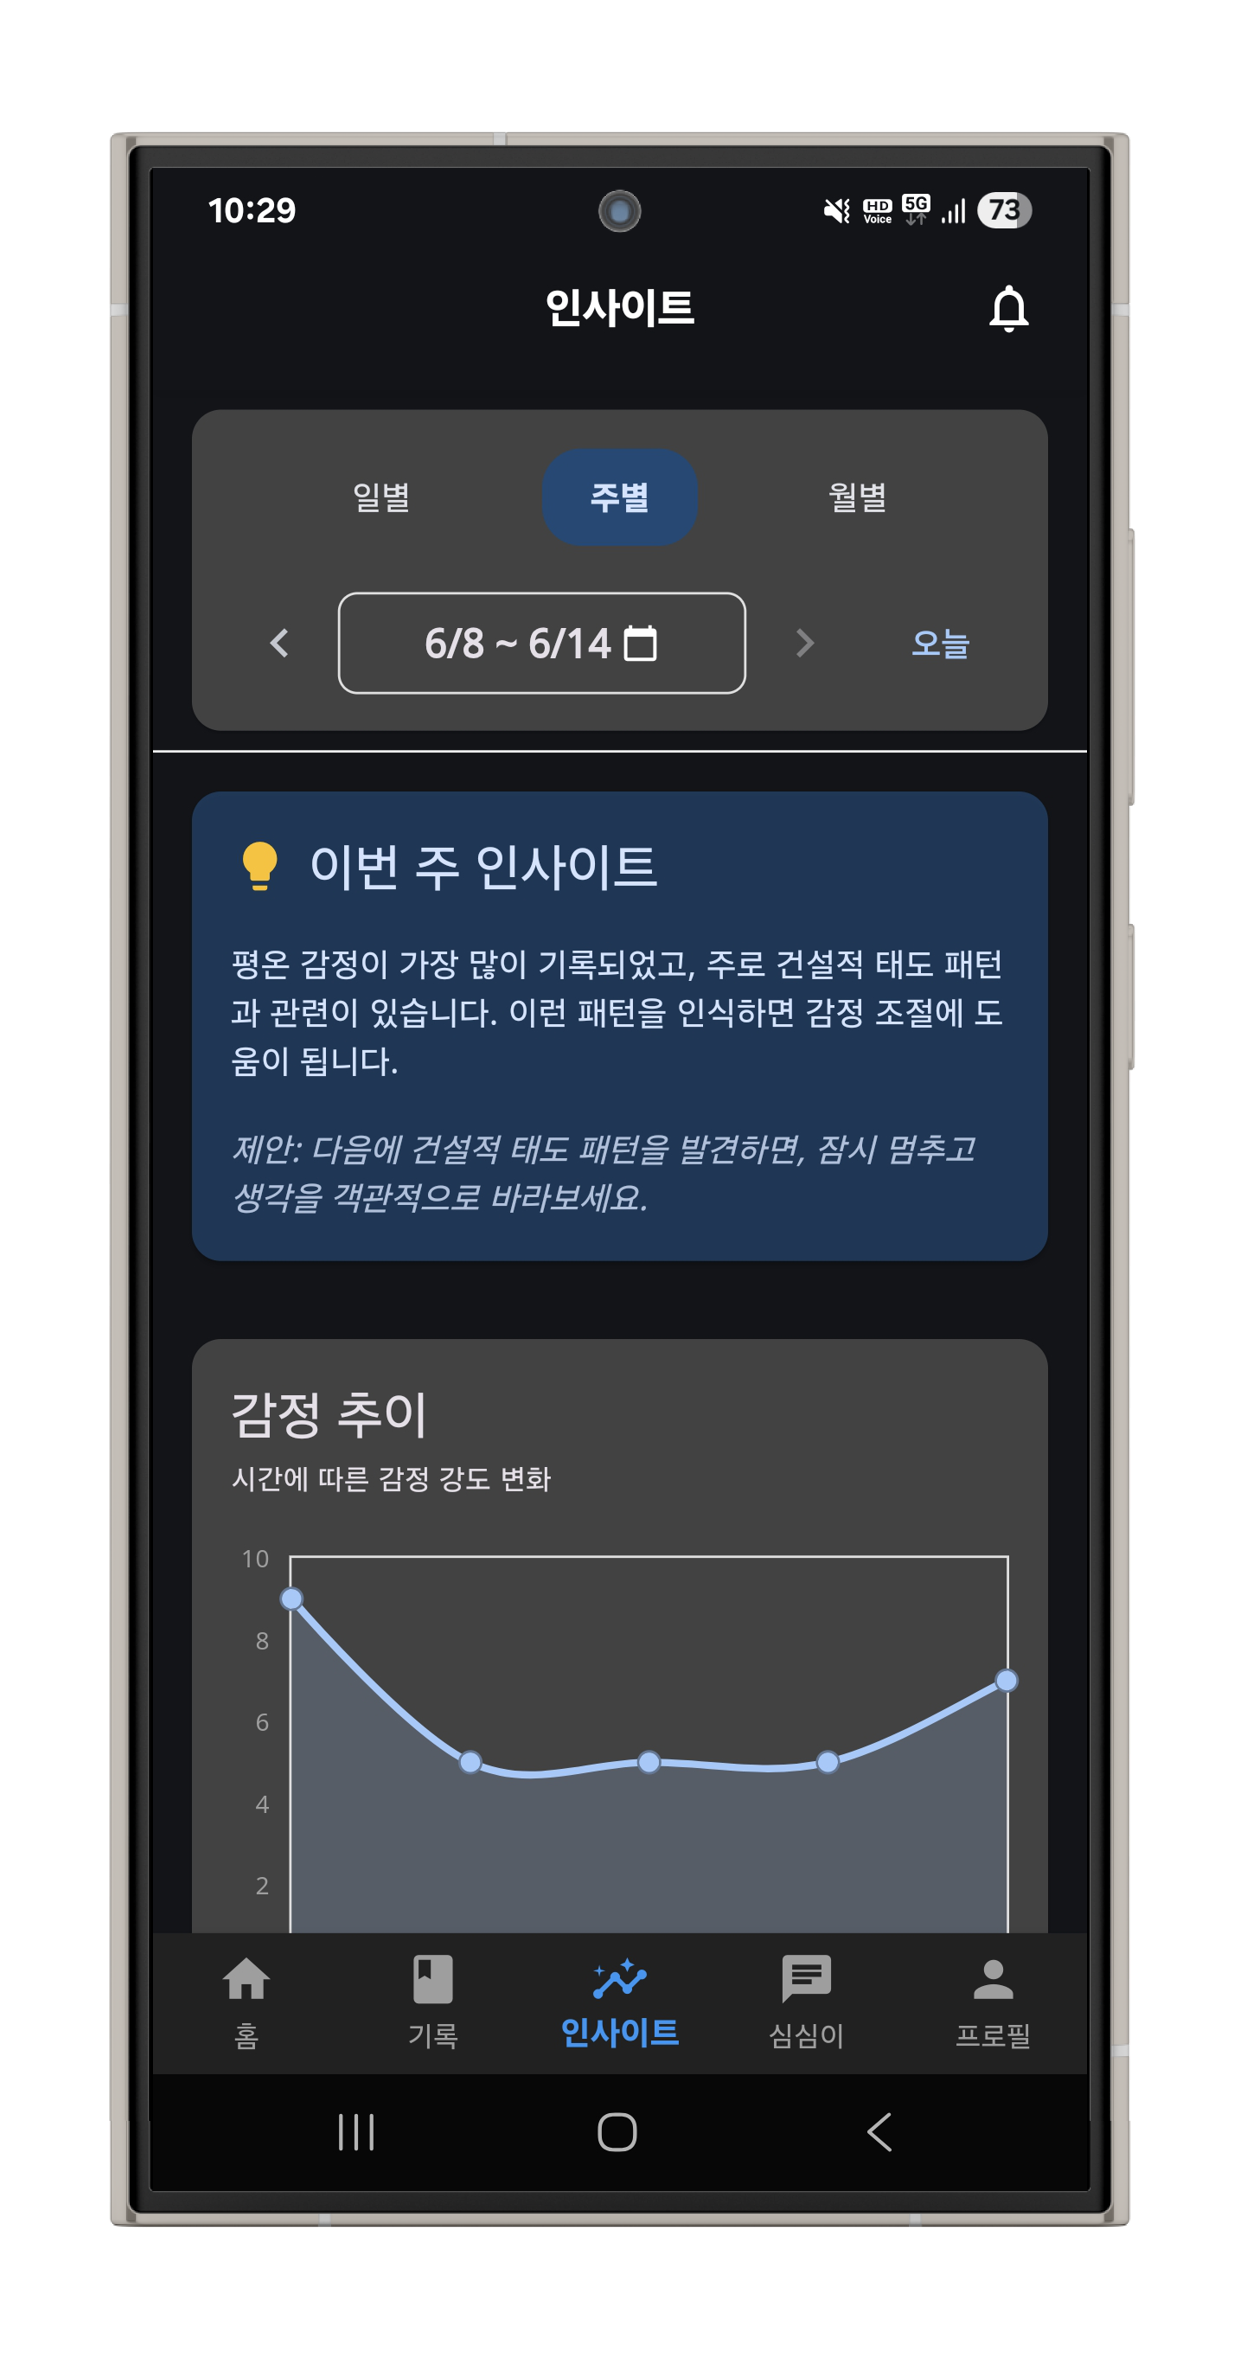 10:29
HD Voice
5G
73
인사이트
일별 주별 월별
6/8 ~ 6/14 오늘
이번 주 인사이트
평온 감정이 가장 많이 기록되었고, 주로 건설적 태도 패턴
과 관련이 있습니다. 이런 패턴을 인식하면 감정 조절에 도
움이 됩니다.
제안: 다음에 건설적 태도 패턴을 발견하면, 잠시 멈추고
생각을 객관적으로 바라보세요.
감정 추이
시간에 따른 감정 강도 변화
10
8
6
4
2
홈 기록 인사이트 심심이 프로필